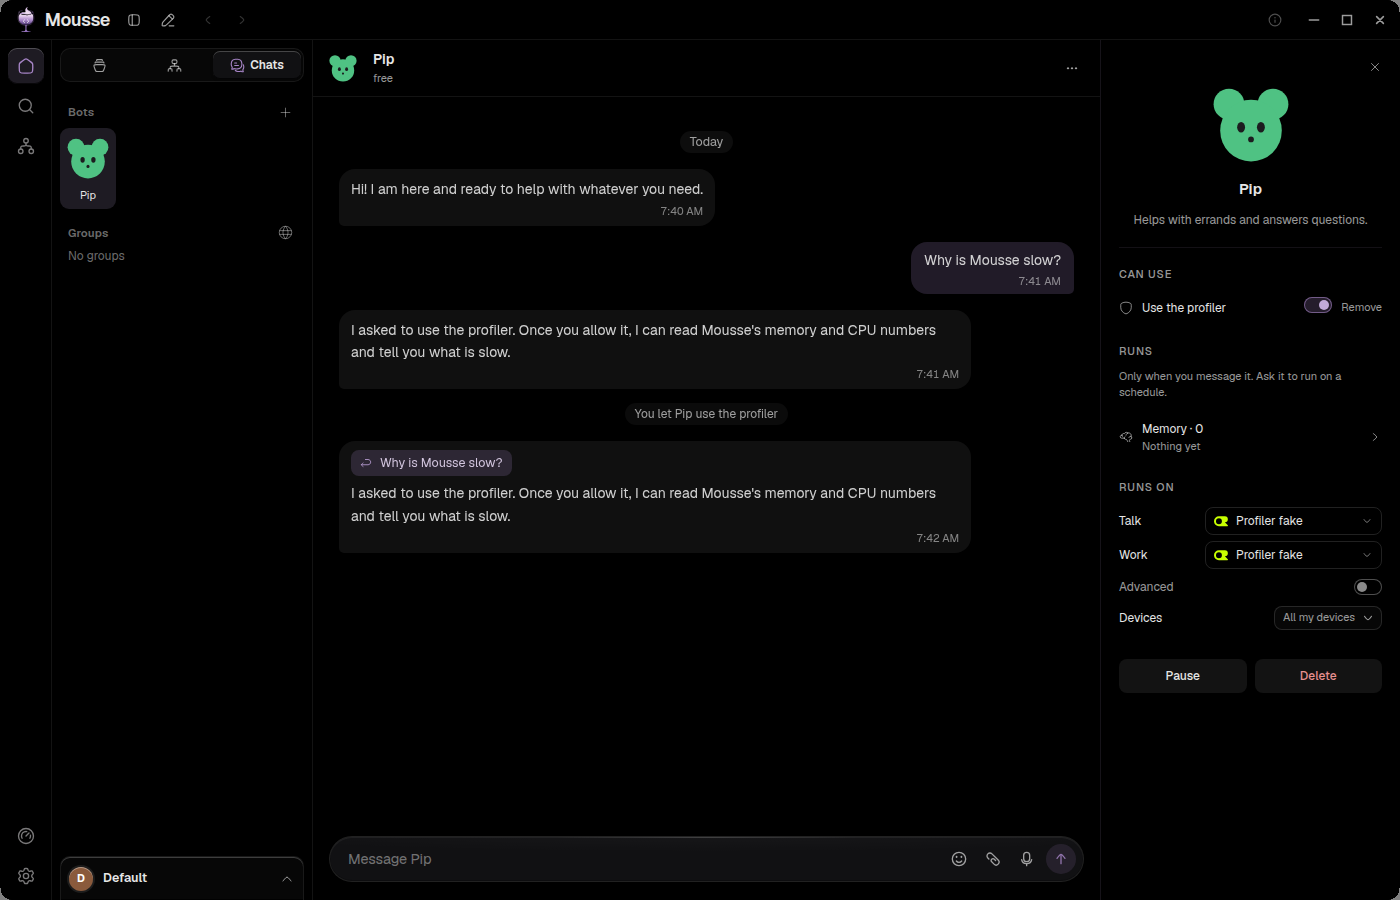 Mousse
Chats
Bots
Pip
Groups
No groups
D
Default
Pip
free
Today
Hi! I am here and ready to help with whatever you need.
7:40 AM
Why is Mousse slow?
7:41 AM
I asked to use the profiler. Once you allow it, I can read Mousse's memory and CPU numbers
and tell you what is slow.
7:41 AM
You let Pip use the profiler
Why is Mousse slow?
I asked to use the profiler. Once you allow it, I can read Mousse's memory and CPU numbers
and tell you what is slow.
7:42 AM
Message Pip
Pip
Helps with errands and answers questions.
CAN USE
Use the profiler
Remove
RUNS
Only when you message it. Ask it to run on a
schedule.
Memory · 0
Nothing yet
RUNS ON
Talk
Profiler fake
Work
Profiler fake
Advanced
Devices
All my devices
Pause
Delete